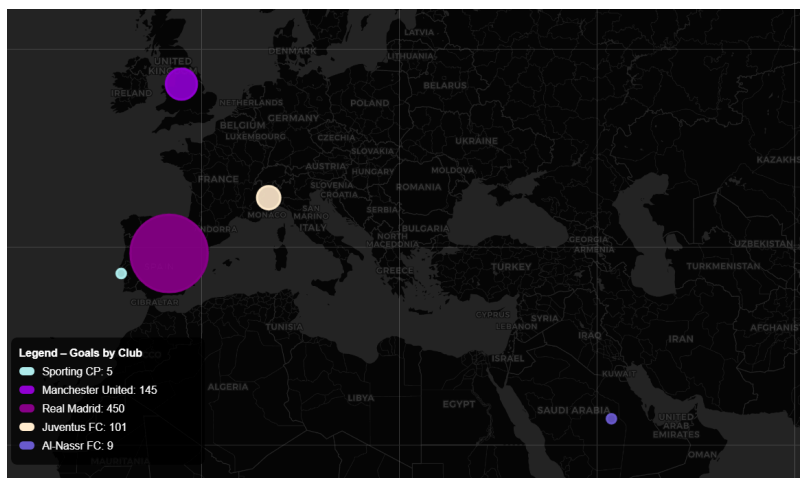 LATVIA
DENMARK
LITHUANIA
UNITED
KINGDOM
IRELAND
BELARUS
NETHERLANDS
POLAND
GERMANY
BELGIUM
LUXEMBOURG
CZECHIA
UKRAINE
SLOVAKIA
KAZAKHS
AUSTRIA
HUNGARY
MOLDOVA
FRANCE
SLOVENIA
ROMANIA
CROATIA
SAN
MARINO
MONACO
SERBIA
ITALY
BULGARIA
NDORRA
NORTH
MACEDONIA
GEORGIA
ARMENIA
UZBEKISTAN
GREECE
TURKEY
TURKMENISTAN
GIBRALTAR
CYPRUS
SYRIA
LEBANON
TUNISIA
IRAQ
IRAN
AFGHANIS
ISRAEL
KUWAIT
ALGERIA
LIBYA
EGYPT
SAUDI ARABIA
UNITED
ARAB
EMIRATES
OMAN
MAURITANIA
Legend – Goals by Club
Sporting CP: 5
Manchester United: 145
Real Madrid: 450
Juventus FC: 101
Al-Nassr FC: 9